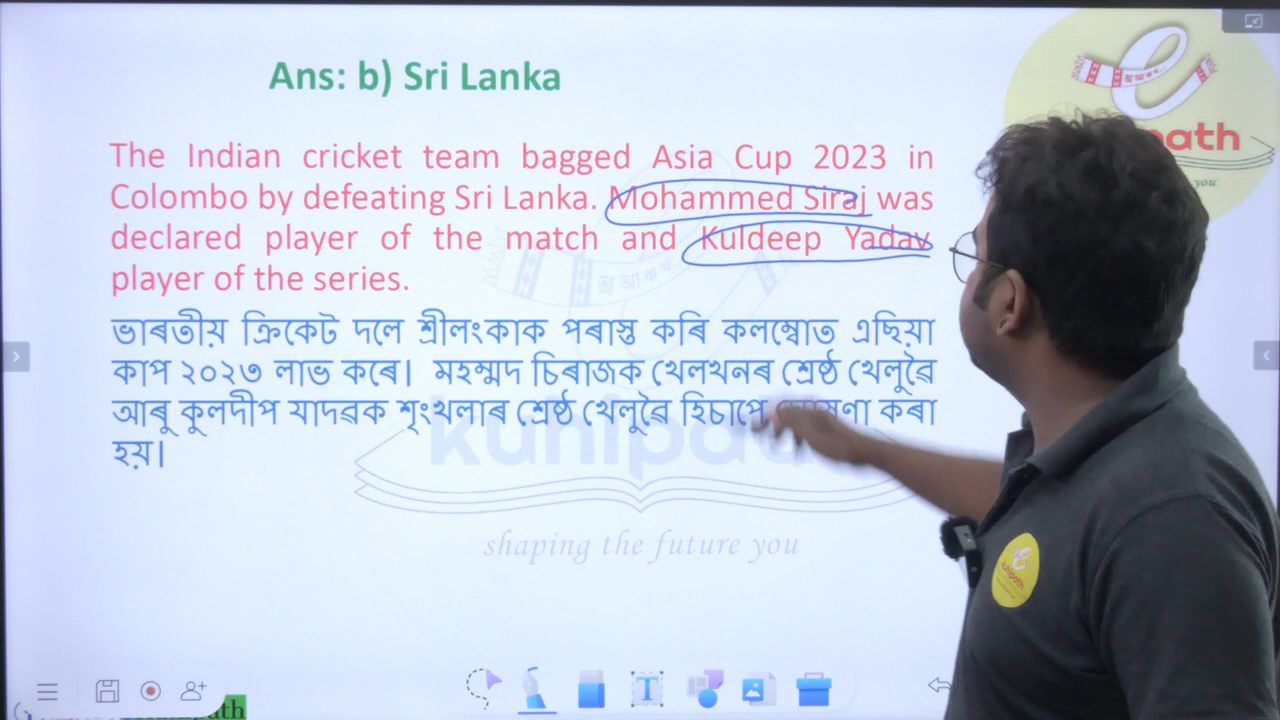 Ans: b) Sri Lanka
The Indian cricket team bagged Asia Cup 2023 in
Colombo by defeating Sri Lanka. Mohammed Siraj was
declared player of the match and Kuldeep Yadav
player of the series.
ভাৰতীয় ক্ৰিকেট দলে শ্ৰীলংকাক পৰাস্ত কৰি কলম্বোত এছিয়া
কাপ ২০২৩ লাভ কৰে। মহম্মদ চিৰাজক খেলখনৰ শ্ৰেষ্ঠ খেলুৱৈ
আৰু কুলদীপ যাদৱক শৃংখলাৰ শ্ৰেষ্ঠ খেলুৱৈ হিচাপে কৰা
হয়।
shaping the future you
you